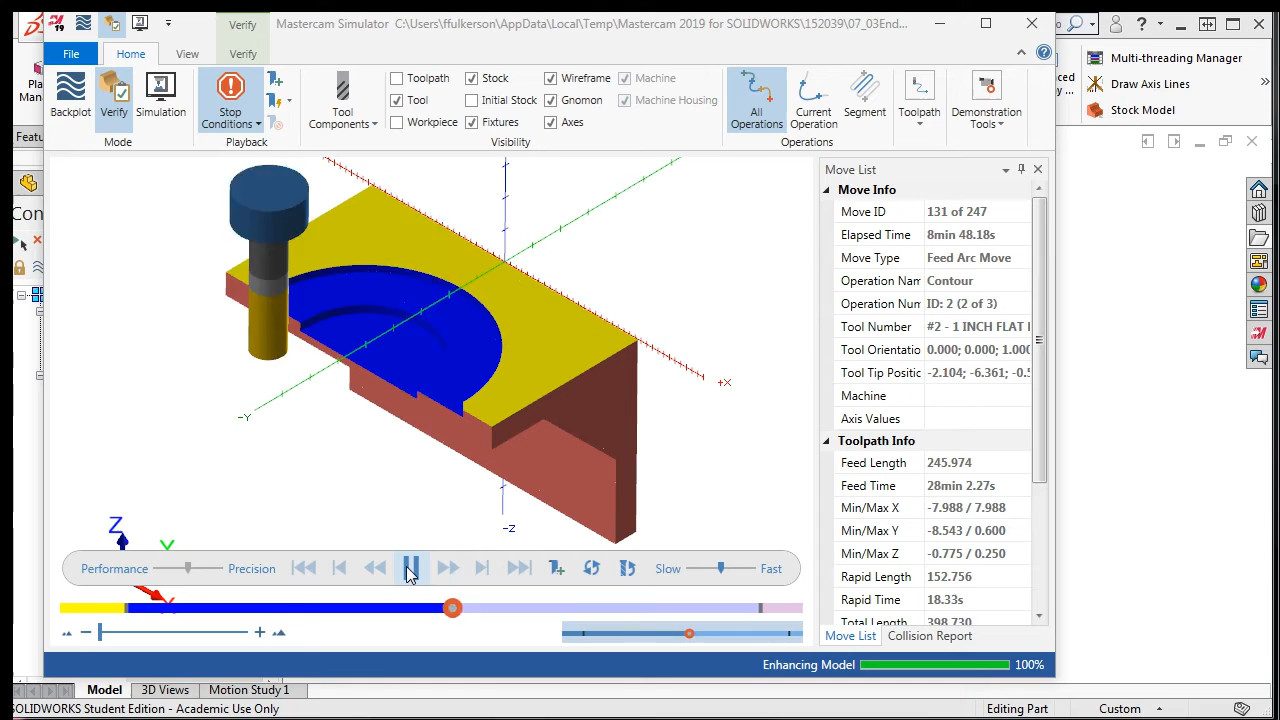 19
Verify
Mastercam Simulator C:\Users\ffulkerson\AppData\Local\Temp\Mastercam 2019 for SOLIDWORKS\152039\07_03End...
File
Home
View
Verify
Backplot
Verify
Simulation
Mode
Stop
Conditions
Playback
Tool
Components
Toolpath
Tool
Workpiece
Stock
Initial Stock
Fixtures
Wireframe
Gnomon
Axes
Machine
Machine Housing
Visibility
All
Operations
Current
Operation
Segment
Operations
Toolpath
Demonstration
Tools
Multi-threading Manager
Draw Axis Lines
Stock Model
Man
Featu
Con
+X
-Y
-Z
Z
Y
X
Move List
Move Info
Move ID 131 of 247
Elapsed Time 8min 48.18s
Move Type Feed Arc Move
Operation Nam Contour
Operation Num ID: 2 (2 of 3)
Tool Number #2 - 1 INCH FLAT
Tool Orientatio 0.000; 0.000; 1.000
Tool Tip Positic -2.104; -6.361; -0.5
Machine
Axis Values
Toolpath Info
Feed Length 245.974
Feed Time 28min 2.27s
Min/Max X -7.988 / 7.988
Min/Max Y -8.543 / 0.600
Min/Max Z -0.775 / 0.250
Rapid Length 152.756
Rapid Time 18.33s
Total Length 398.730
Move List
Collision Report
Performance
Precision
Slow
Fast
Enhancing Model 100%
Model
3D Views
Motion Study 1
SOLIDWORKS Student Edition - Academic Use Only
Editing Part
Custom